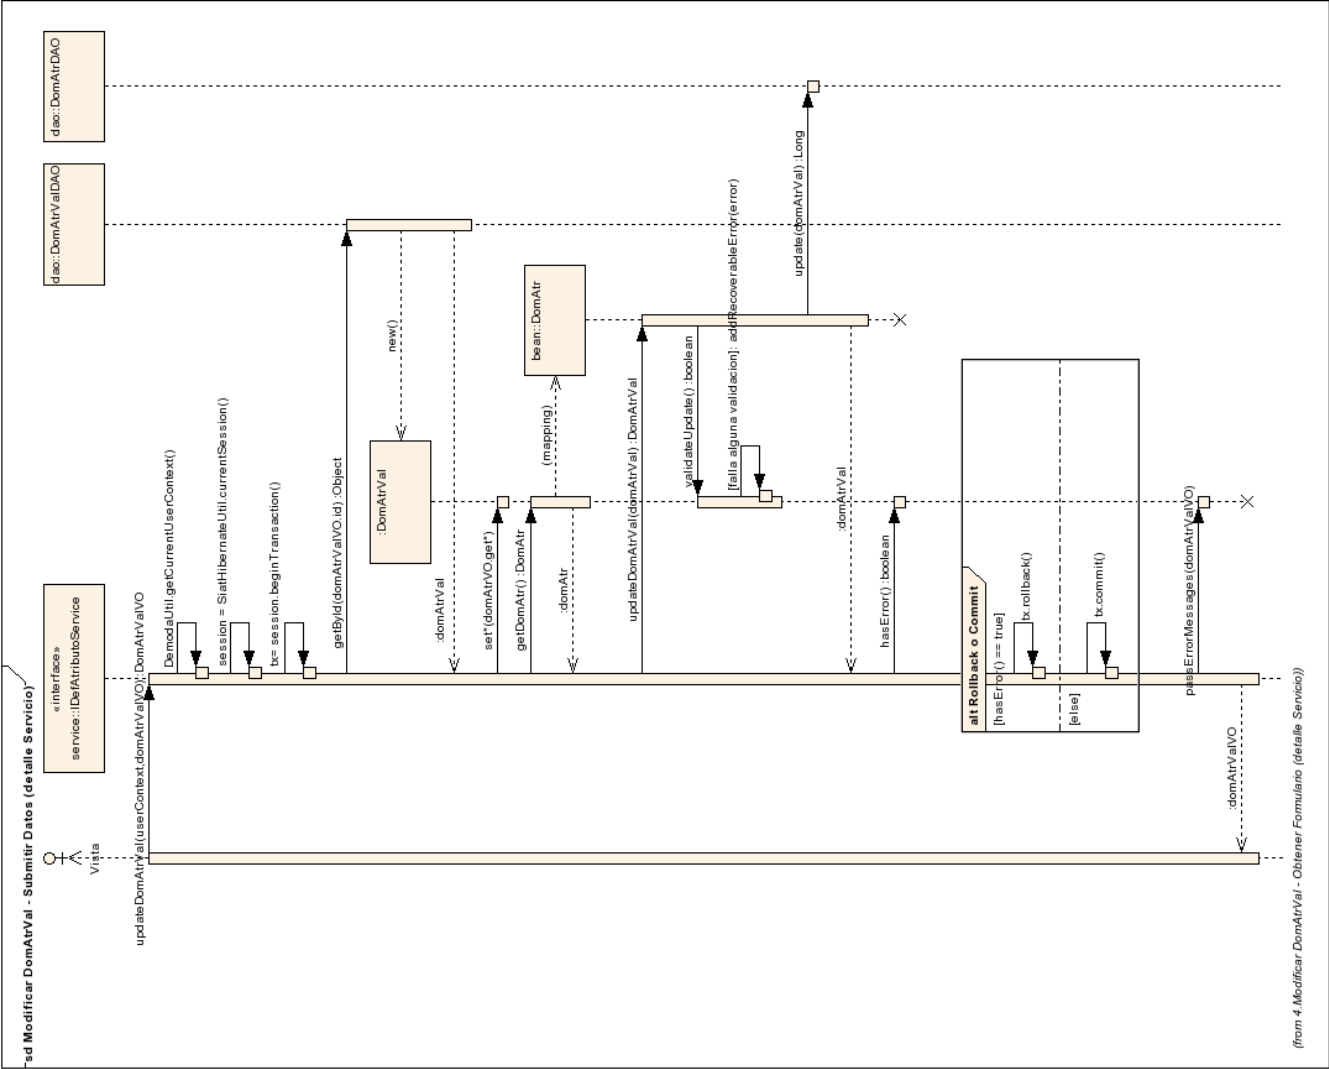 sd Modificar DomAtrVal - Submitir Datos (detalle Servicio)
Vista
«interface»
service::IDefAtributoService
dao::DomAtrValDAO
dao::DomAtrDAO
updateDomAtrVal(userContext,domAtrValVO) :DomAtrValVO
DemodaUtil.getCurrentUserContext()
session = SiatHibernateUtil.currentSession()
tx= session.beginTransaction()
getById(domAtrValVO.id) :Object
new()
:DomAtrVal
:domAtrVal
set*(domAtrVO.get*)
getDomAtr() :DomAtr
(mapping)
bean::DomAtr
:domAtr
updateDomAtrVal(domAtrVal) :DomAtrVal
validateUpdate() :boolean
[falla alguna validacion]: addRecoverableError(error)
update(domAtrVal) :Long
:domAtrVal
hasError() :boolean
alt Rollback o Commit
[hasError() == true]
tx.rollback()
[else]
tx.commit()
passErrorMessages(domAtrValVO)
:domAtrValVO
(from 4.Modificar DomAtrVal - Obtener Formulario (detalle Servicio))